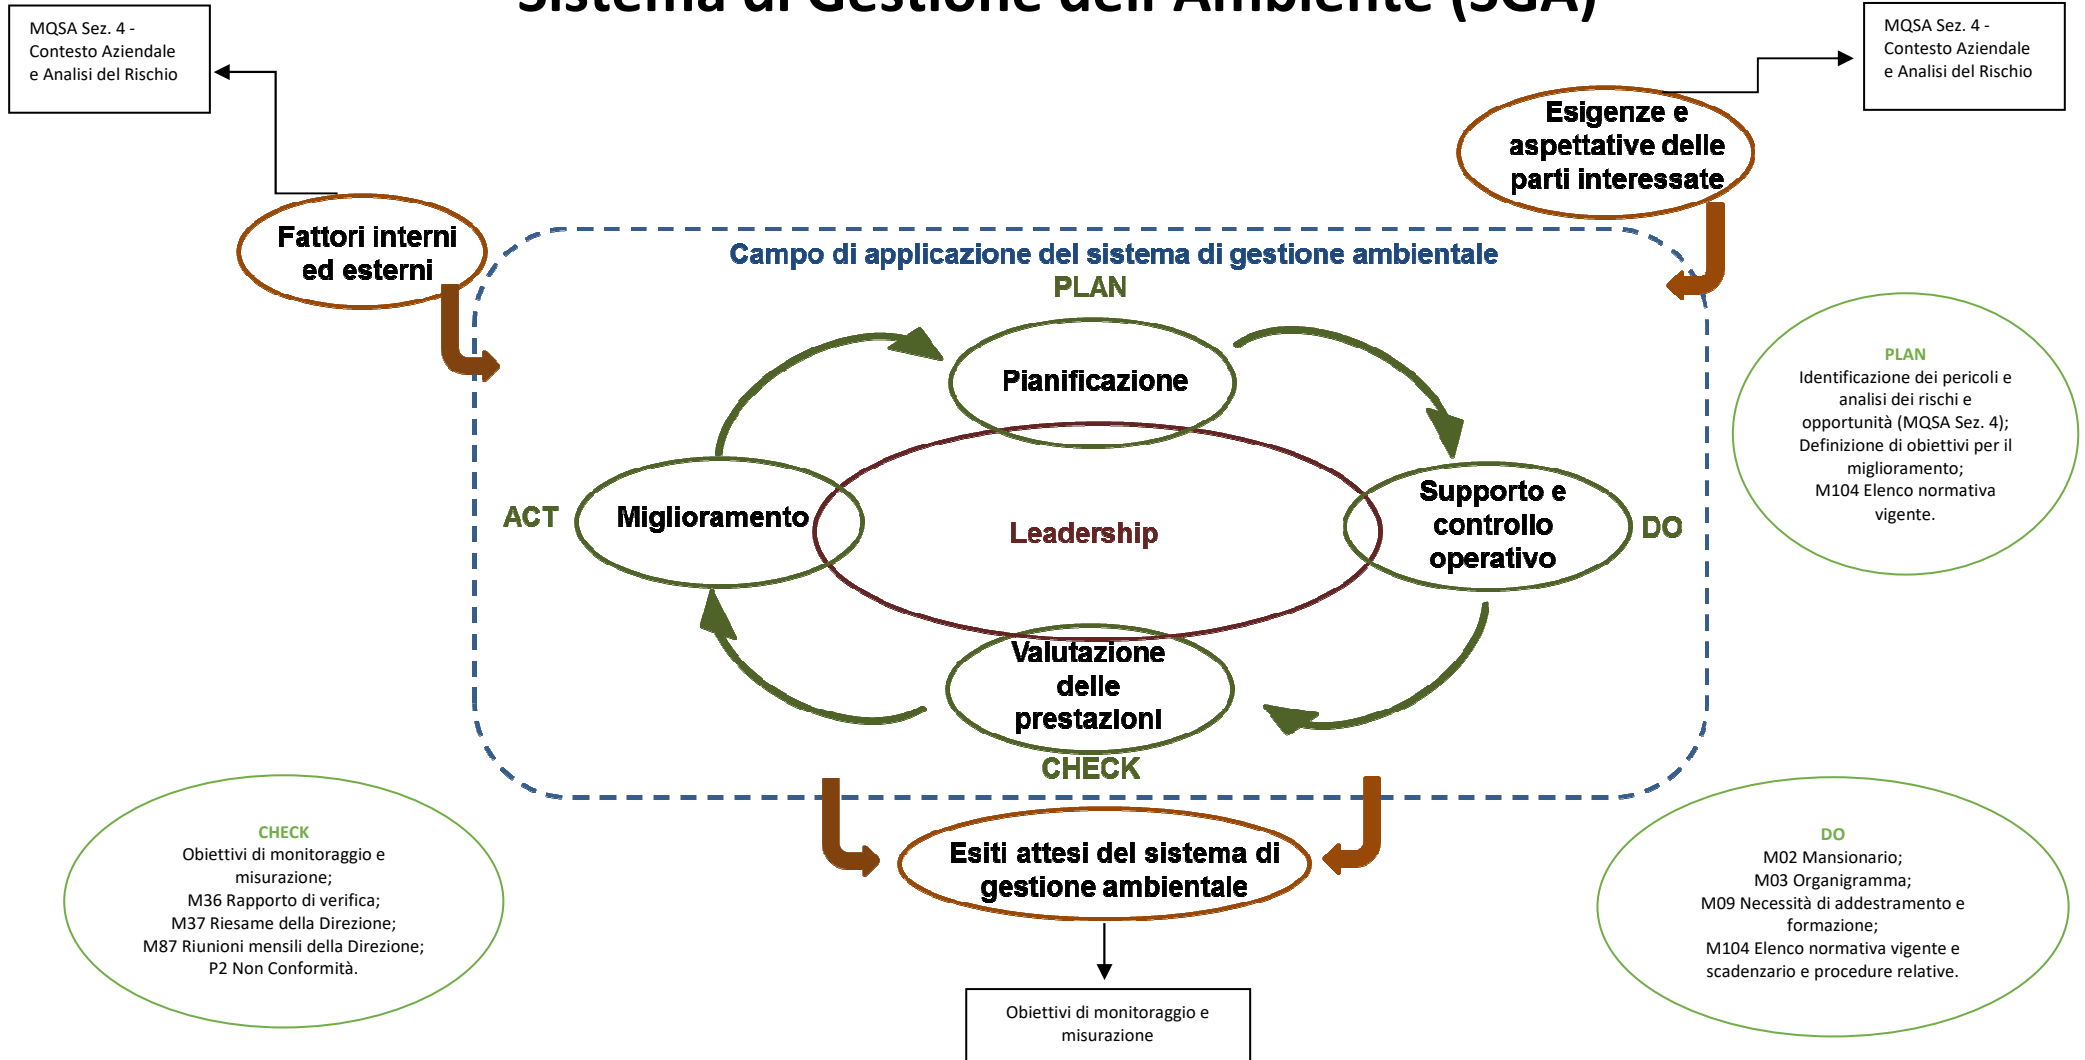 Sistema di Gestione dell'Ambiente (SGA)
MQSA Sez. 4 -
Contesto Aziendale
e Analisi del Rischio
MQSA Sez. 4 -
Contesto Aziendale
e Analisi del Rischio
Esigenze e
aspettative delle
parti interessate
Fattori interni
ed esterni
Campo di applicazione del sistema di gestione ambientale
PLAN
Pianificazione
PLAN
Identificazione dei pericoli e
analisi dei rischi e
opportunità (MQSA Sez. 4);
Definizione di obiettivi per il
miglioramento;
M104 Elenco normativa
vigente.
ACT
Miglioramento
Leadership
Supporto e
controllo
operativo
DO
Valutazione
delle
prestazioni
CHECK
CHECK
Obiettivi di monitoraggio e
misurazione;
M36 Rapporto di verifica;
M37 Riesame della Direzione;
M87 Riunioni mensili della Direzione;
P2 Non Conformità.
Esiti attesi del sistema di
gestione ambientale
DO
M02 Mansionario;
M03 Organigramma;
M09 Necessità di addestramento e
formazione;
M104 Elenco normativa vigente e
scadenzario e procedure relative.
Obiettivi di monitoraggio e
misurazione